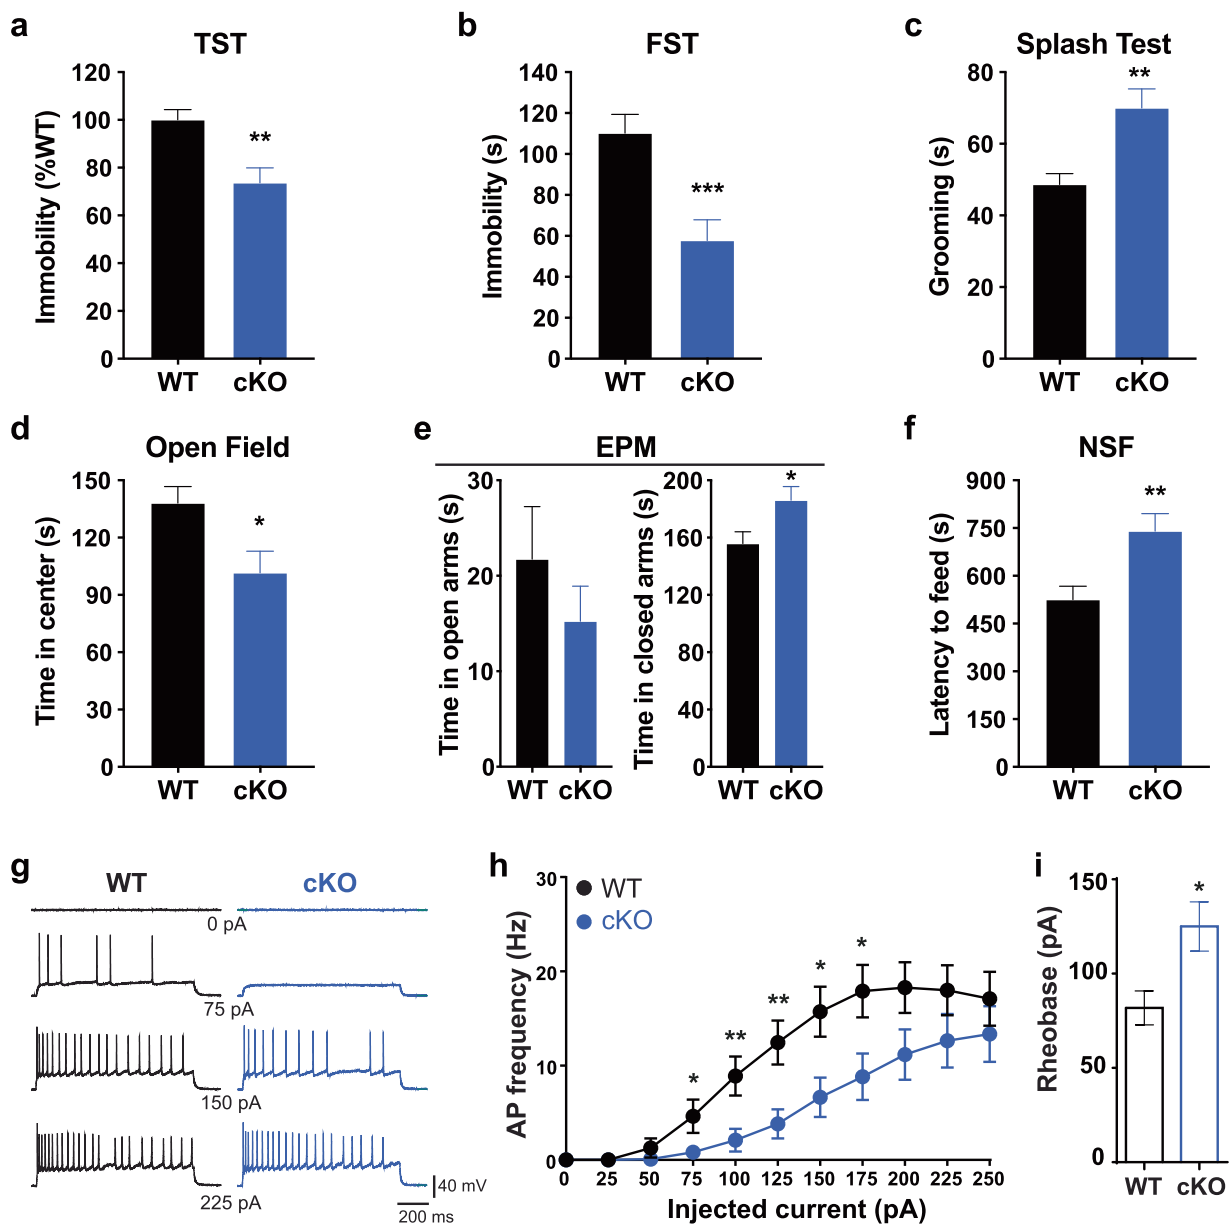 a
TST
Immobility (%WT)
120
100
80
60
40
20
0
**
WT cKO
b
FST
Immobility (s)
140
120
100
80
60
40
20
0
***
WT cKO
c
Splash Test
Grooming (s)
80
60
40
20
0
**
WT cKO
d
Open Field
Time in center (s)
150
120
90
60
30
0
*
WT cKO
e
EPM
Time in open arms (s)
30
20
10
0
WT cKO
Time in closed arms (s)
200
160
120
80
40
0
*
WT cKO
f
NSF
Latency to feed (s)
900
750
600
450
300
150
0
**
WT cKO
g
WT cKO
0 pA
75 pA
150 pA
225 pA
40 mV
200 ms
h
WT
cKO
AP frequency (Hz)
30
20
10
0
* ** ** * *
0 25 50 75 100 125 150 175 200 225 250
Injected current (pA)
i
Rheobase (pA)
150
100
50
0
*
WT cKO